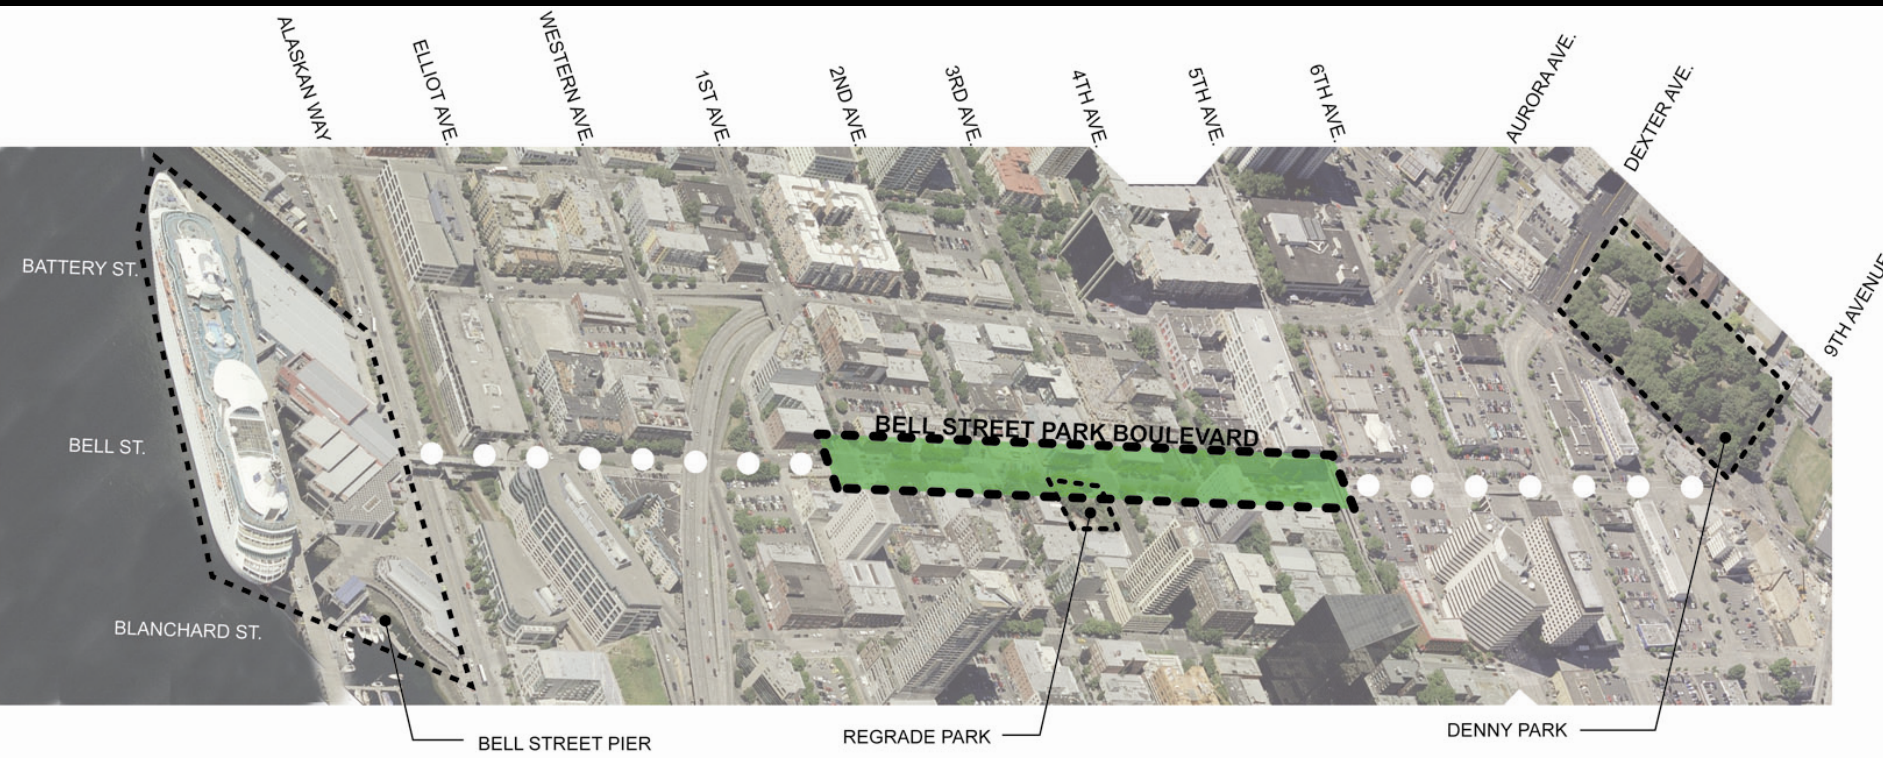 ALASKAN WAY
ELLIOT AVE.
WESTERN AVE.
1ST AVE.
2ND AVE.
3RD AVE.
4TH AVE.
5TH AVE.
6TH AVE.
AURORA AVE.
DEXTER AVE.
9TH AVENUE
BATTERY ST.
BELL STREET PARK BOULEVARD
BELL ST.
BLANCHARD ST.
BELL STREET PIER
REGRADE PARK
DENNY PARK